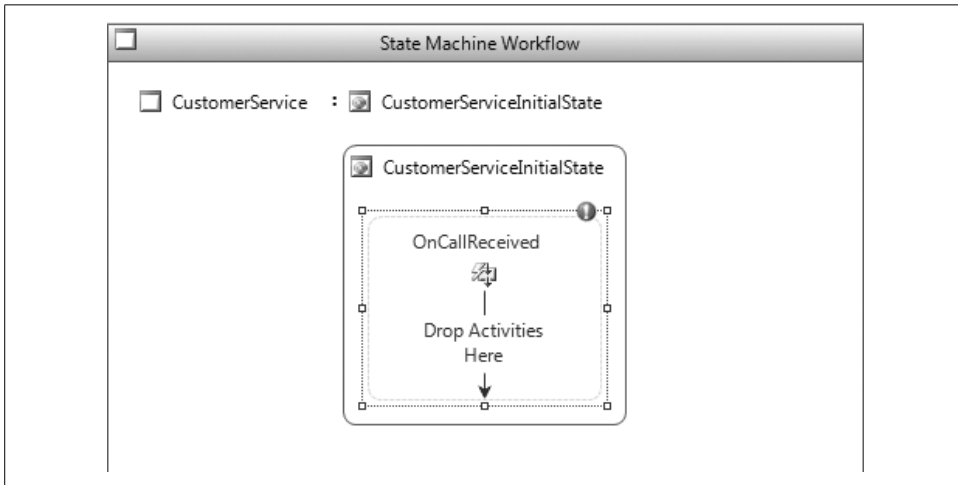 State Machine Workflow
CustomerService : CustomerServiceInitialState
CustomerServiceInitialState
OnCallReceived
Drop Activities
Here